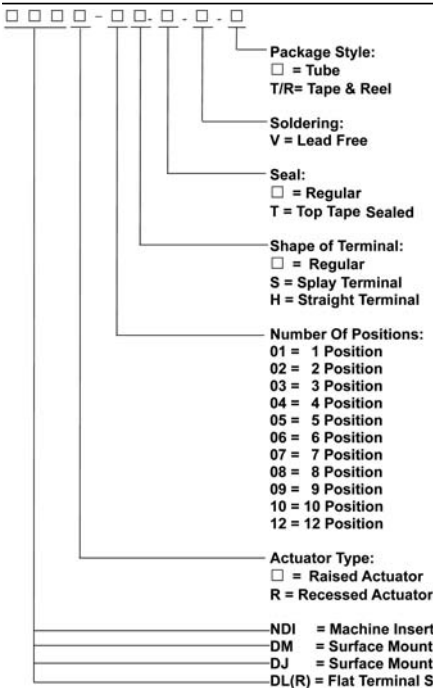 Package Style:
□ = Tube
T/R= Tape & Reel
Soldering:
V = Lead Free
Seal:
□ = Regular
T = Top Tape Sealed
Shape of Terminal:
□ = Regular
S = Splay Terminal
H = Straight Terminal
Number Of Positions:
01 = 1 Position
02 = 2 Position
03 = 3 Position
04 = 4 Position
05 = 5 Position
06 = 6 Position
07 = 7 Position
08 = 8 Position
09 = 9 Position
10 = 10 Position
12 = 12 Position
Actuator Type:
□ = Raised Actuator
R = Recessed Actuator
NDI = Machine Insert
DM = Surface Mount
DJ = Surface Mount
DL(R) = Flat Terminal S